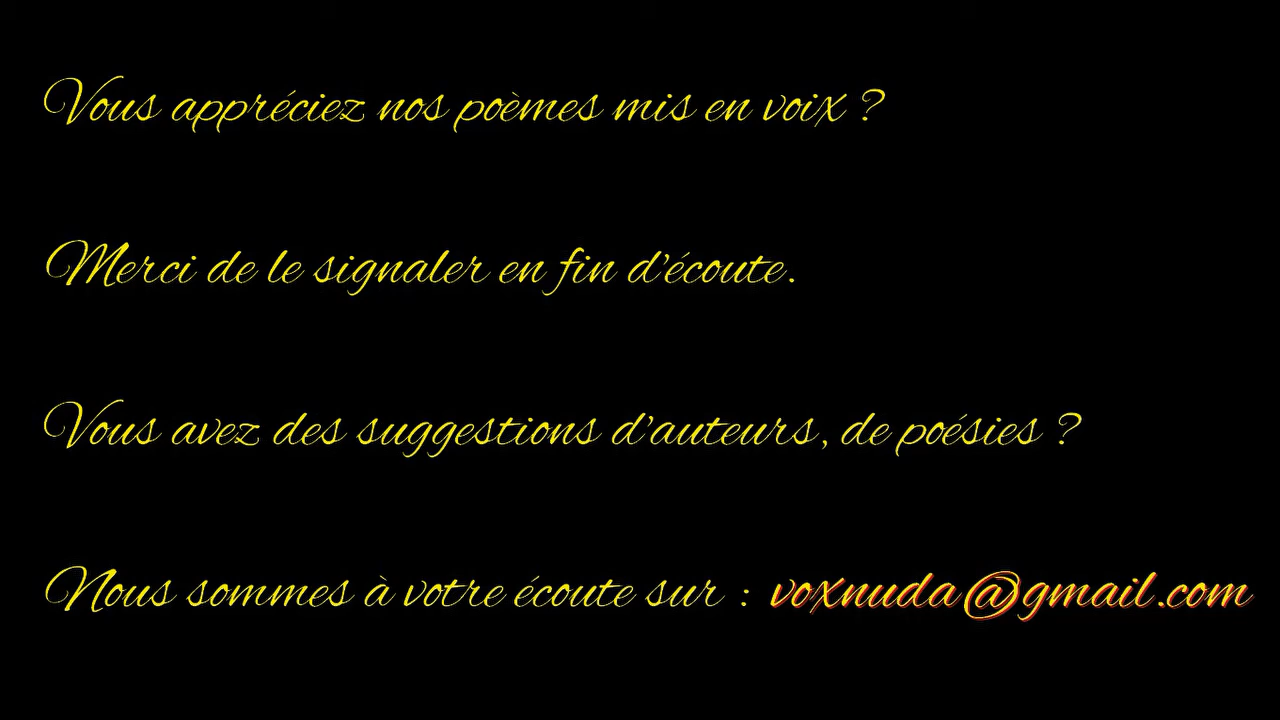 Vous appréciez nos poèmes mis en voix ?
Merci de le signaler en fin d'écoute.
Vous avez des suggestions d'auteurs, de poésies ?
Nous sommes à votre écoute sur : voxnuda@gmail.com